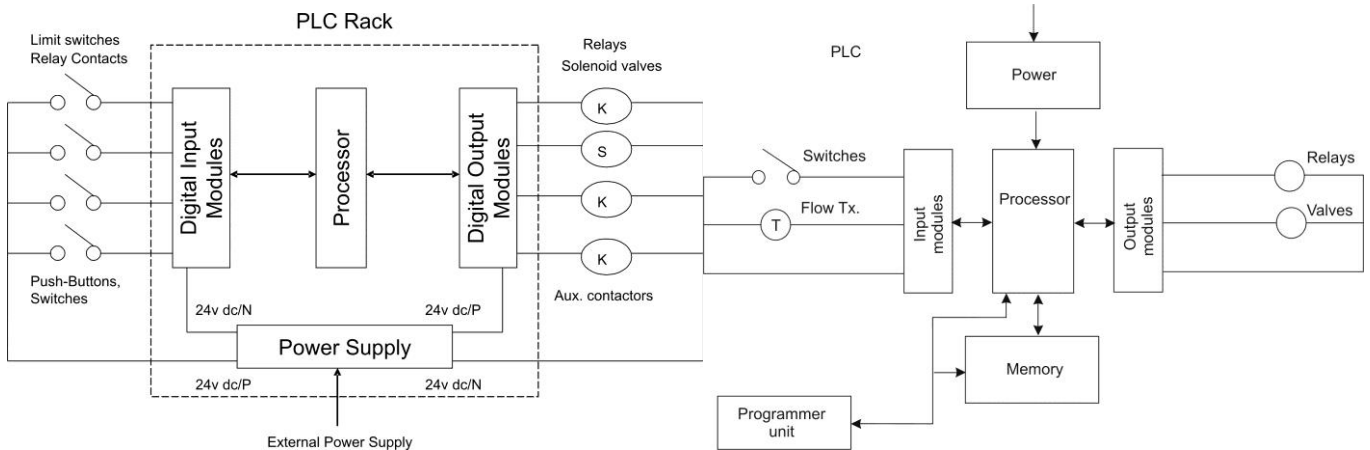 PLC Rack
Limit switches
Relay Contacts
Digital Input
Modules
Processor
Digital Output
Modules
Relays
Solenoid valves
K
S
K
K
Push-Buttons,
Switches
Aux. contactors
24v dc/N
24v dc/P
Power Supply
24v dc/P
24v dc/N
External Power Supply
PLC
Power
Switches
Flow Tx.
T
Input
modules
Processor
Output
modules
Relays
Valves
Memory
Programmer
unit